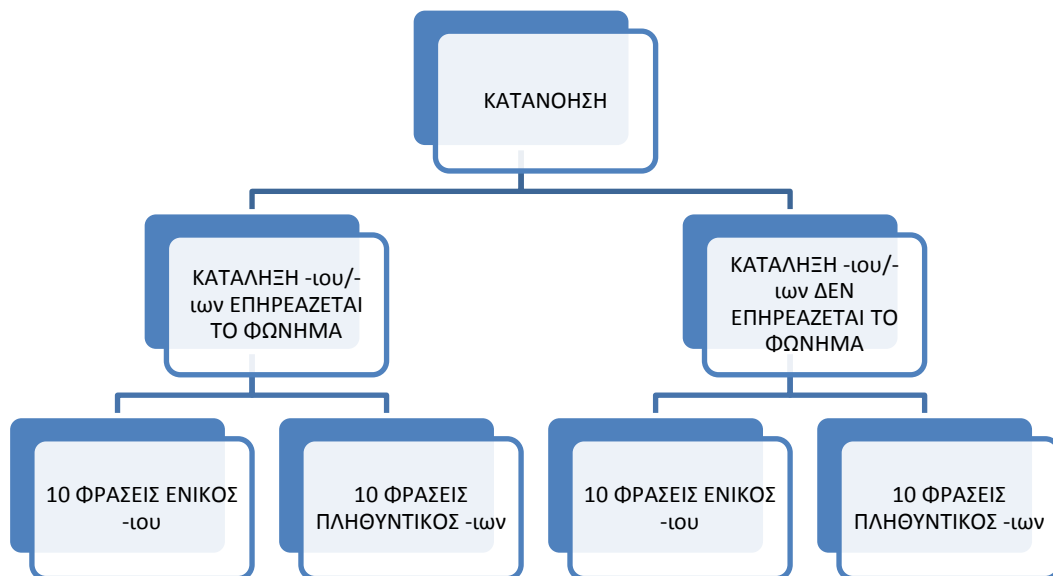 ΚΑΤΑΝΟΗΣΗ
ΚΑΤΑΛΗΞΗ -ιου/-
ιων ΕΠΗΡΕΑΖΕΤΑΙ
ΤΟ ΦΩΝΗΜΑ
ΚΑΤΑΛΗΞΗ -ιου/-
ιων ΔΕΝ
ΕΠΗΡΕΑΖΕΤΑΙ ΤΟ
ΦΩΝΗΜΑ
10 ΦΡΑΣΕΙΣ ΕΝΙΚΟΣ
-ιου
10 ΦΡΑΣΕΙΣ
ΠΛΗΘΥΝΤΙΚΟΣ -ιων
10 ΦΡΑΣΕΙΣ ΕΝΙΚΟΣ
-ιου
10 ΦΡΑΣΕΙΣ
ΠΛΗΘΥΝΤΙΚΟΣ -ιων